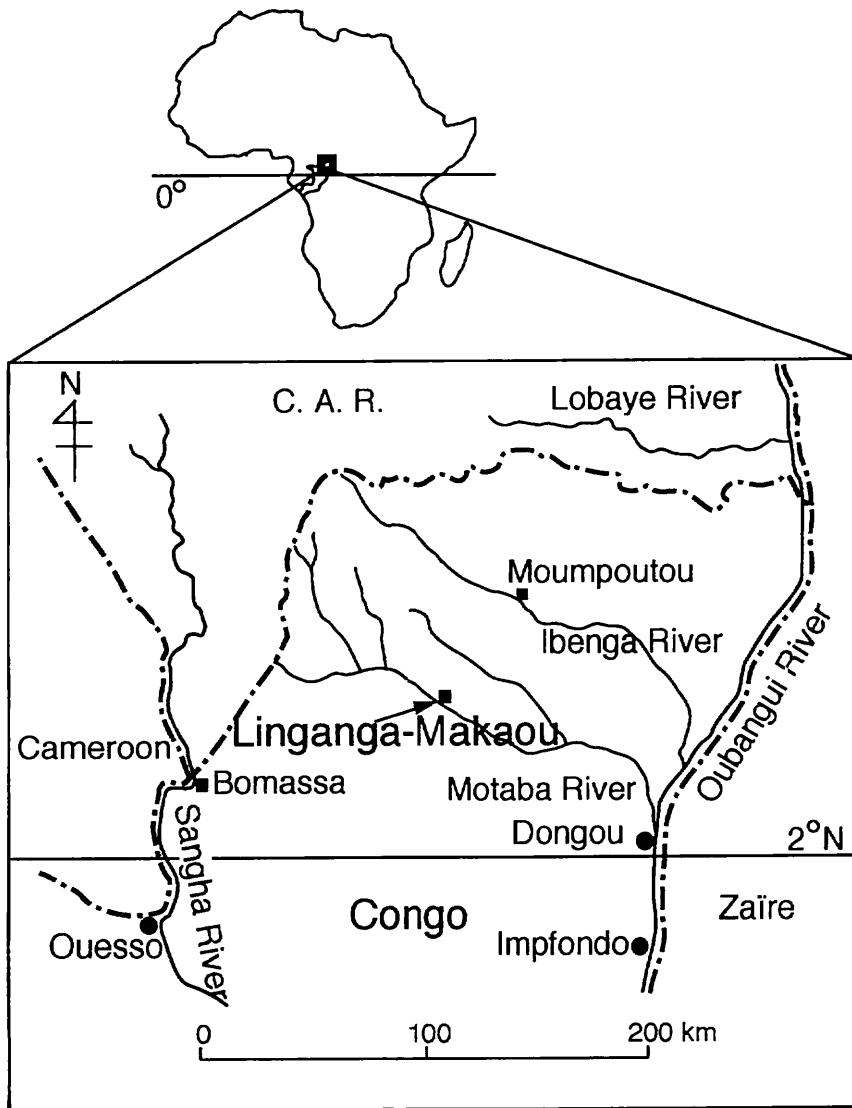 0°
N
C. A. R.
Lobaye River
Moumpoutou
Ibenga River
Oubangui River
Linganga-Makaou
Cameroon
Bomassa
Motaba River
Sangha River
Dongou
2°N
Congo
Zaïre
Ouesso
Impfondo
0 100 200 km